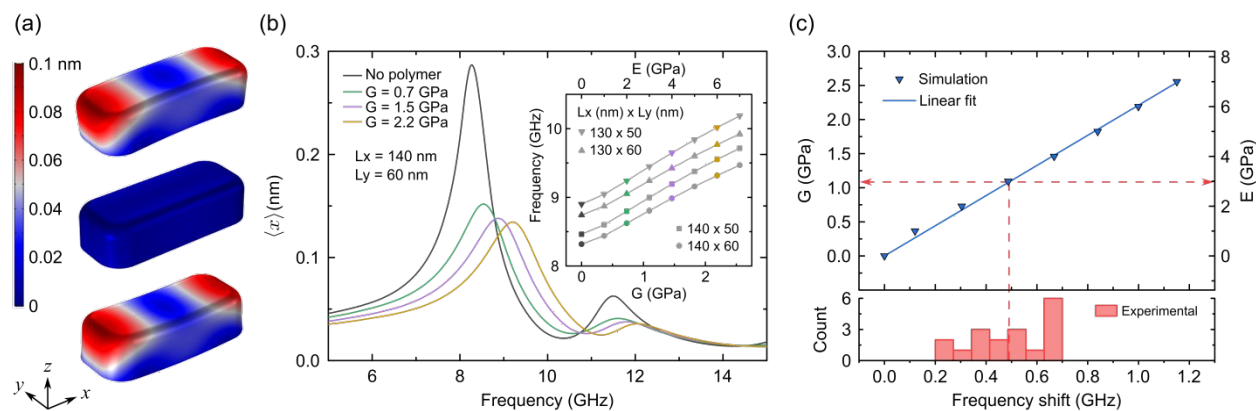 (a)
0.1 nm
0.08
0.06
0.04
0.02
0
z
y
x
(b)
0.3
0.2
0.1
0.0
⟨x⟩ (nm)
6
8
10
12
14
Frequency (GHz)
No polymer
G = 0.7 GPa
G = 1.5 GPa
G = 2.2 GPa
Lx = 140 nm
Ly = 60 nm
E (GPa)
0 2 4 6
Lx (nm) x Ly (nm)
130 x 50
130 x 60
140 x 50
140 x 60
Frequency (GHz)
10
9
8
0 1 2
G (GPa)
(c)
3.0
2.5
2.0
1.5
1.0
0.5
0.0
G (GPa)
Simulation
Linear fit
8
6
4
2
0
E (GPa)
6
3
0
Count
Experimental
0.0 0.2 0.4 0.6 0.8 1.0 1.2
Frequency shift (GHz)